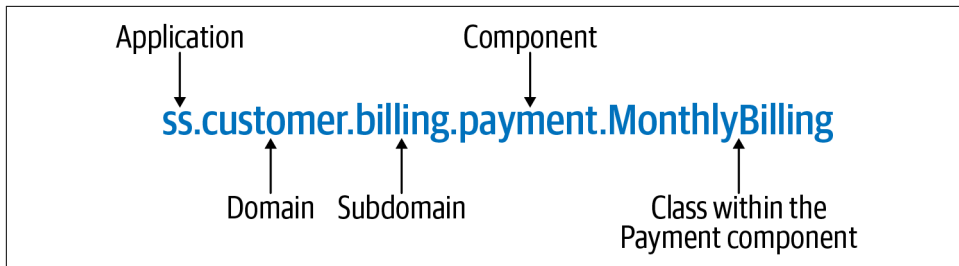 Application
Component
ss.customer.billing.payment.MonthlyBilling
Domain
Subdomain
Class within the
Payment component